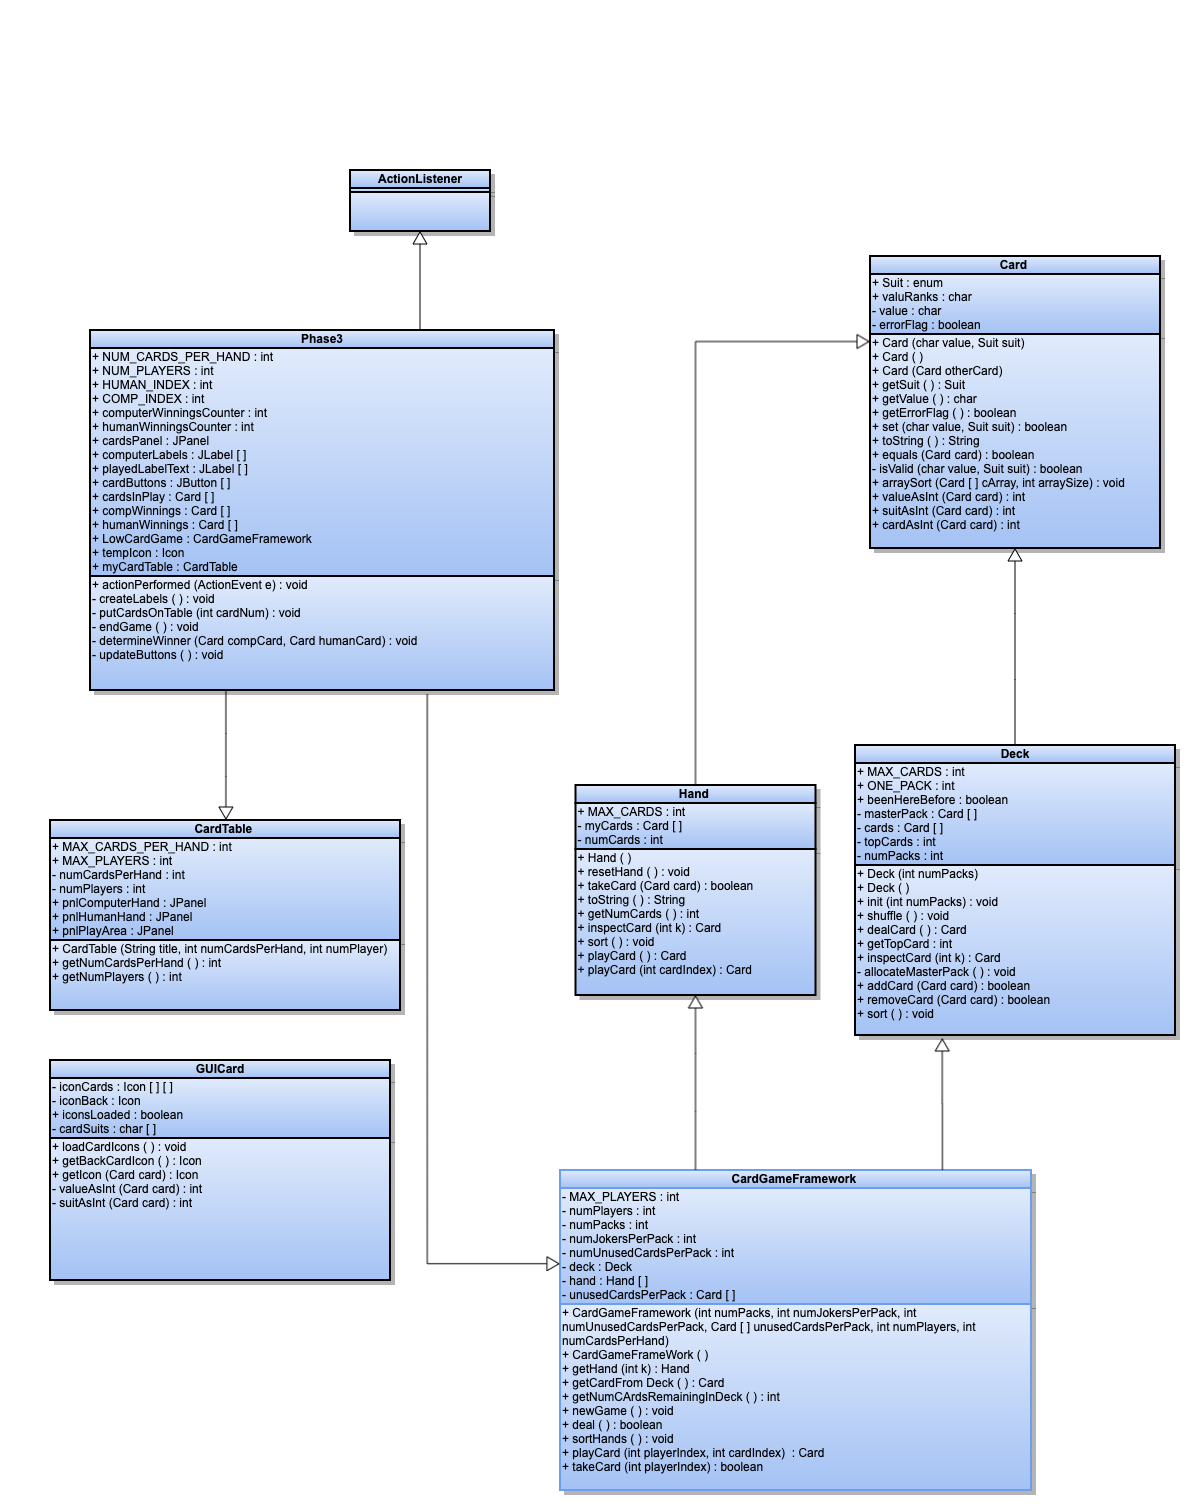 ActionListener
Phase3
+ NUM_CARDS_PER_HAND : int
+ NUM_PLAYERS : int
+ HUMAN_INDEX : int
+ COMP_INDEX : int
+ computerWinningsCounter : int
+ humanWinningsCounter : int
+ cardsPanel : JPanel
+ computerLabels : JLabel [ ]
+ playedLabelText : JLabel [ ]
+ cardButtons : JButton [ ]
+ cardsInPlay : Card [ ]
+ compWinnings : Card [ ]
+ humanWinnings : Card [ ]
+ LowCardGame : CardGameFramework
+ tempIcon : Icon
+ myCardTable : CardTable
+ actionPerformed (ActionEvent e) : void
- createLabels ( ) : void
- putCardsOnTable (int cardNum) : void
- endGame ( ) : void
- determineWinner (Card compCard, Card humanCard) : void
- updateButtons ( ) : void
Card
+ Suit : enum
+ valuRanks : char
- value : char
- errorFlag : boolean
+ Card (char value, Suit suit)
+ Card ( )
+ Card (Card otherCard)
+ getSuit ( ) : Suit
+ getValue ( ) : char
+ getErrorFlag ( ) : boolean
+ set (char value, Suit suit) : boolean
+ toString ( ) : String
+ equals (Card card) : boolean
- isValid (char value, Suit suit) : boolean
+ arraySort (Card [ ] cArray, int arraySize) : void
+ valueAsInt (Card card) : int
+ suitAsInt (Card card) : int
+ cardAsInt (Card card) : int
CardTable
+ MAX_CARDS_PER_HAND : int
+ MAX_PLAYERS : int
- numCardsPerHand : int
- numPlayers : int
+ pnlComputerHand : JPanel
+ pnlHumanHand : JPanel
+ pnlPlayArea : JPanel
+ CardTable (String title, int numCardsPerHand, int numPlayer)
+ getNumCardsPerHand ( ) : int
+ getNumPlayers ( ) : int
Hand
+ MAX_CARDS : int
- myCards : Card [ ]
- numCards : int
+ Hand ( )
+ resetHand ( ) : void
+ takeCard (Card card) : boolean
+ toString ( ) : String
+ getNumCards ( ) : int
+ inspectCard (int k) : Card
+ sort ( ) : void
+ playCard ( ) : Card
+ playCard (int cardIndex) : Card
Deck
+ MAX_CARDS : int
+ ONE_PACK : int
+ beenHereBefore : boolean
- masterPack : Card [ ]
- cards : Card [ ]
- topCards : int
- numPacks : int
+ Deck (int numPacks)
+ Deck ( )
+ init (int numPacks) : void
+ shuffle ( ) : void
+ dealCard ( ) : Card
+ getTopCard : int
+ inspectCard (int k) : Card
- allocateMasterPack ( ) : void
+ addCard (Card card) : boolean
+ removeCard (Card card) : boolean
+ sort ( ) : void
GUICard
- iconCards : Icon [ ] [ ]
- iconBack : Icon
+ iconsLoaded : boolean
- cardSuits : char [ ]
+ loadCardIcons ( ) : void
+ getBackCardIcon ( ) : Icon
+ getIcon (Card card) : Icon
- valueAsInt (Card card) : int
- suitAsInt (Card card) : int
CardGameFramework
- MAX_PLAYERS : int
- numPlayers : int
- numPacks : int
- numJokersPerPack : int
- numUnusedCardsPerPack : int
- deck : Deck
- hand : Hand [ ]
- unusedCardsPerPack : Card [ ]
+ CardGameFramework (int numPacks, int numJokersPerPack, int
numUnusedCardsPerPack, Card [ ] unusedCardsPerPack, int numPlayers, int
numCardsPerHand)
+ CardGameFrameWork ( )
+ getHand (int k) : Hand
+ getCardFrom Deck ( ) : Card
+ getNumCArdsRemainingInDeck ( ) : int
+ newGame ( ) : void
+ deal ( ) : boolean
+ sortHands ( ) : void
+ playCard (int playerIndex, int cardIndex)  : Card
+ takeCard (int playerIndex) : boolean